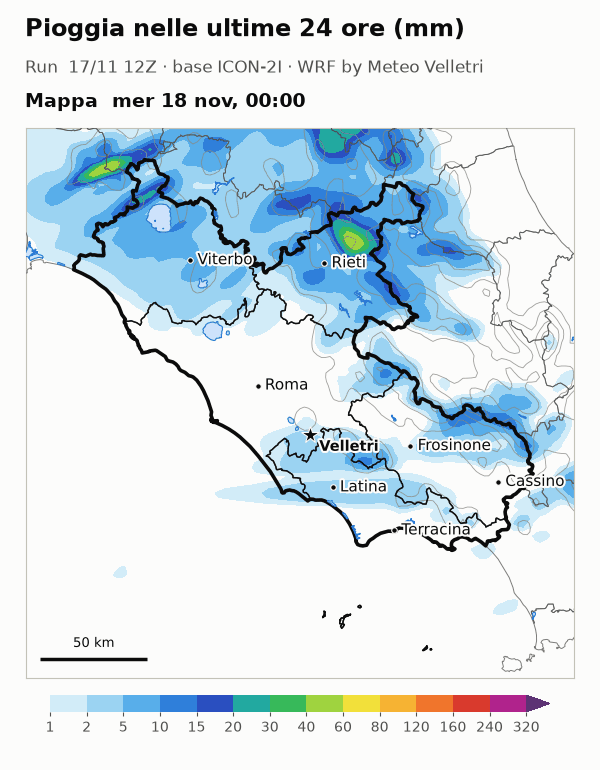 Pioggia nelle ultime 24 ore (mm)
Run  17/11 12Z · base ICON-2I · WRF by Meteo Velletri
Mappa  mer 18 nov, 00:00
Viterbo
Rieti
Roma
Velletri
Frosinone
Latina
Cassino
Terracina
50 km
1 2 5 10 15 20 30 40 60 80 120 160 240 320